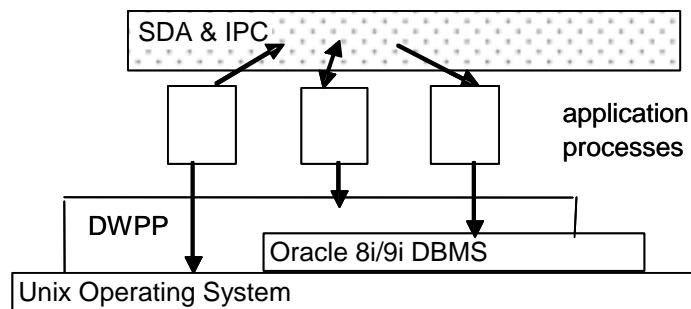 SDA & IPC
application
processes
DWPP
Oracle 8i/9i DBMS
Unix Operating System